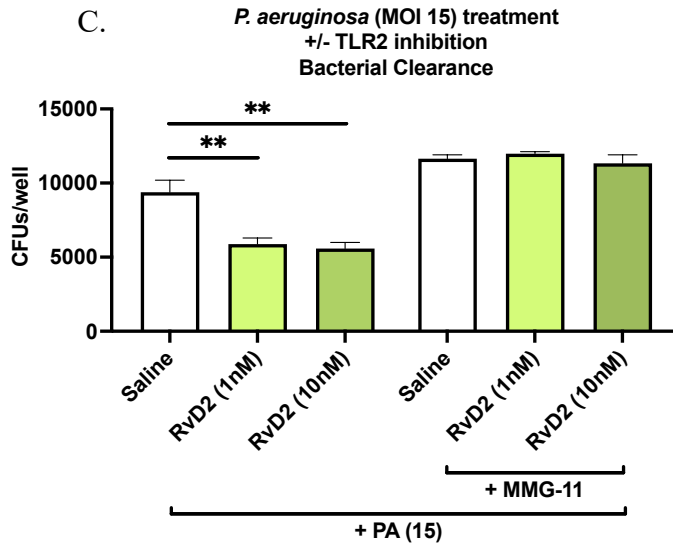 C.
P. aeruginosa (MOI 15) treatment
+/- TLR2 inhibition
Bacterial Clearance
**
**
15000
10000
5000
0
CFUs/well
Saline
RvD2 (1nM)
RvD2 (10nM)
Saline
RvD2 (1nM)
RvD2 (10nM)
+ MMG-11
+ PA (15)